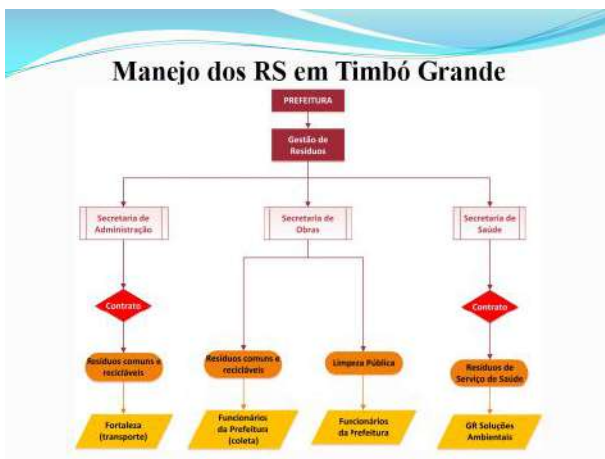 Manejo dos RS em Timbó Grande
PREFEITURA
Gestão de
Resíduos
Secretaria de
Administração
Secretaria de
Obras
Secretaria de
Saúde
Contrato
Contrato
Resíduos comuns e
recicláveis
Resíduos comuns e
recicláveis
Limpeza Pública
Resíduos de
Serviço de Saúde
Fortaleza
(transporte)
Funcionários
da Prefeitura
(coleta)
Funcionários
da Prefeitura
GR Soluções
Ambientais